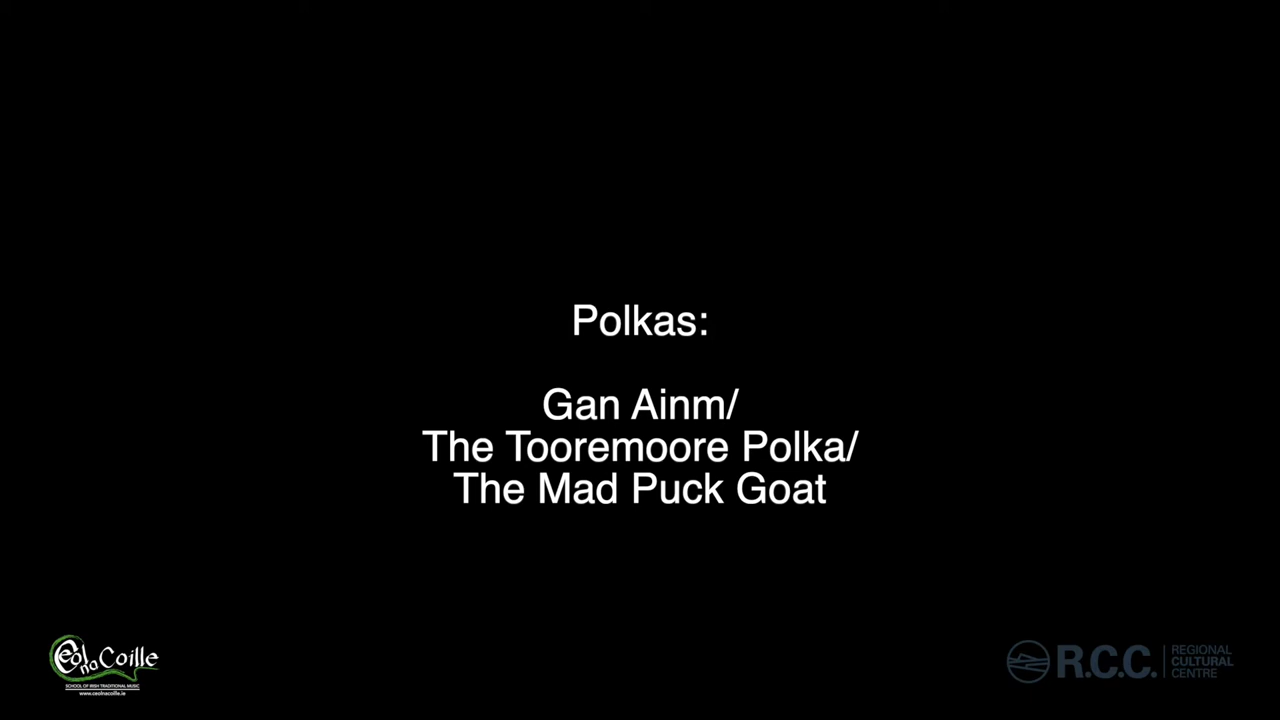 Polkas:
Gan Ainm/
The Tooremoore Polka/
The Mad Puck Goat
Ceol na Coille
SCHOOL OF IRISH TRADITIONAL MUSIC
www.ceolnacoille.ie
R.C.C.
REGIONAL
CULTURAL
CENTRE